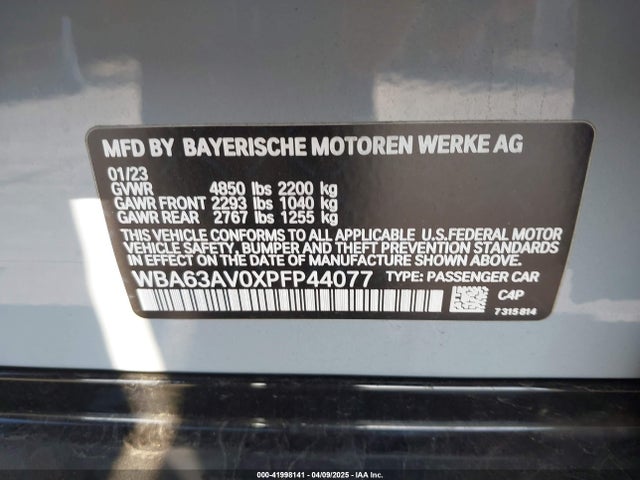 MFD BY BAYERISCHE MOTOREN WERKE AG
01/23
GVWR 4850 lbs 2200 kg
GAWR FRONT 2293 lbs 1040 kg
GAWR REAR 2767 lbs 1255 kg
THIS VEHICLE CONFORMS TO ALL APPLICABLE U.S.FEDERAL MOTOR
VEHICLE SAFETY, BUMPER AND THEFT PREVENTION STANDARDS
IN EFFECT ON THE DATE OF MANUFACTURE SHOWN ABOVE.
WBA63AV0XPFP44077 TYPE: PASSENGER CAR
C4P
7315814
000-41998141 - 04/09/2025 - IAA Inc.